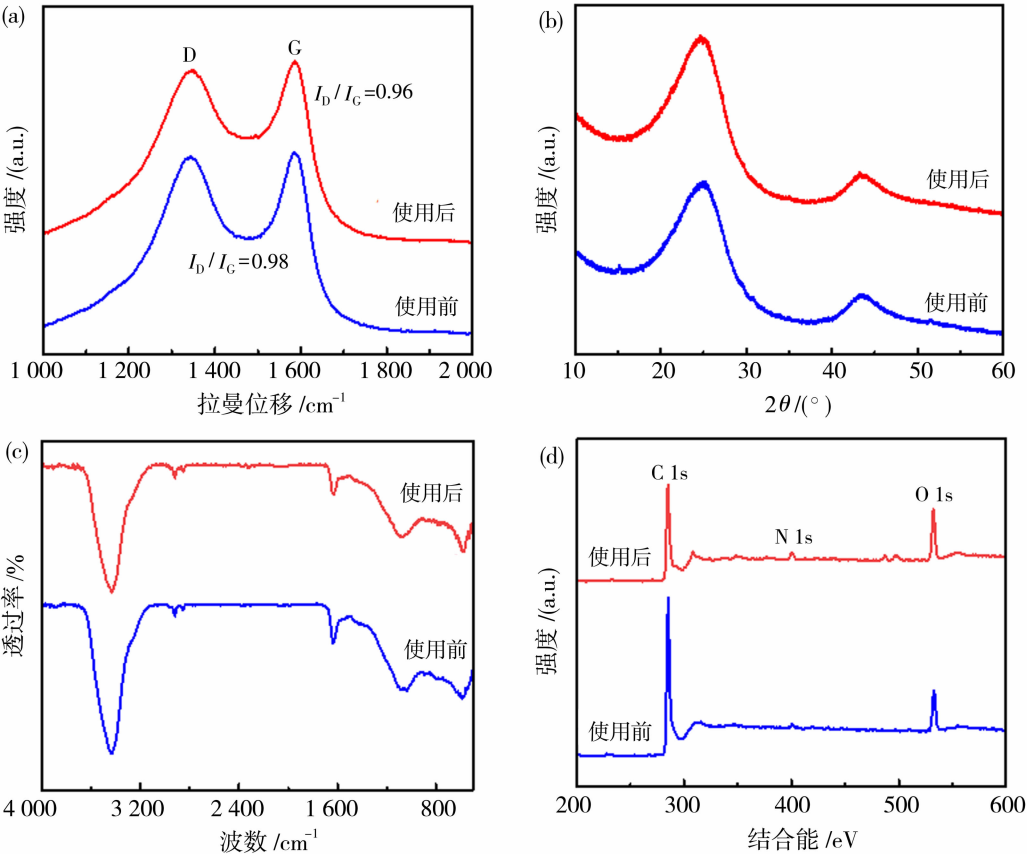 (a)
D
G
I_D / I_G=0.96
使用后
I_D / I_G=0.98
使用前
强度 /(a.u.)
1 000 1 200 1 400 1 600 1 800 2 000
拉曼位移 /cm⁻¹
(b)
使用后
使用前
强度 /(a.u.)
10 20 30 40 50 60
2θ/(°)
(c)
使用后
使用前
透过率 /%
4 000 3 200 2 400 1 600 800
波数 /cm⁻¹
(d)
C 1s
O 1s
N 1s
使用后
使用前
强度 /(a.u.)
200 300 400 500 600
结合能 /eV